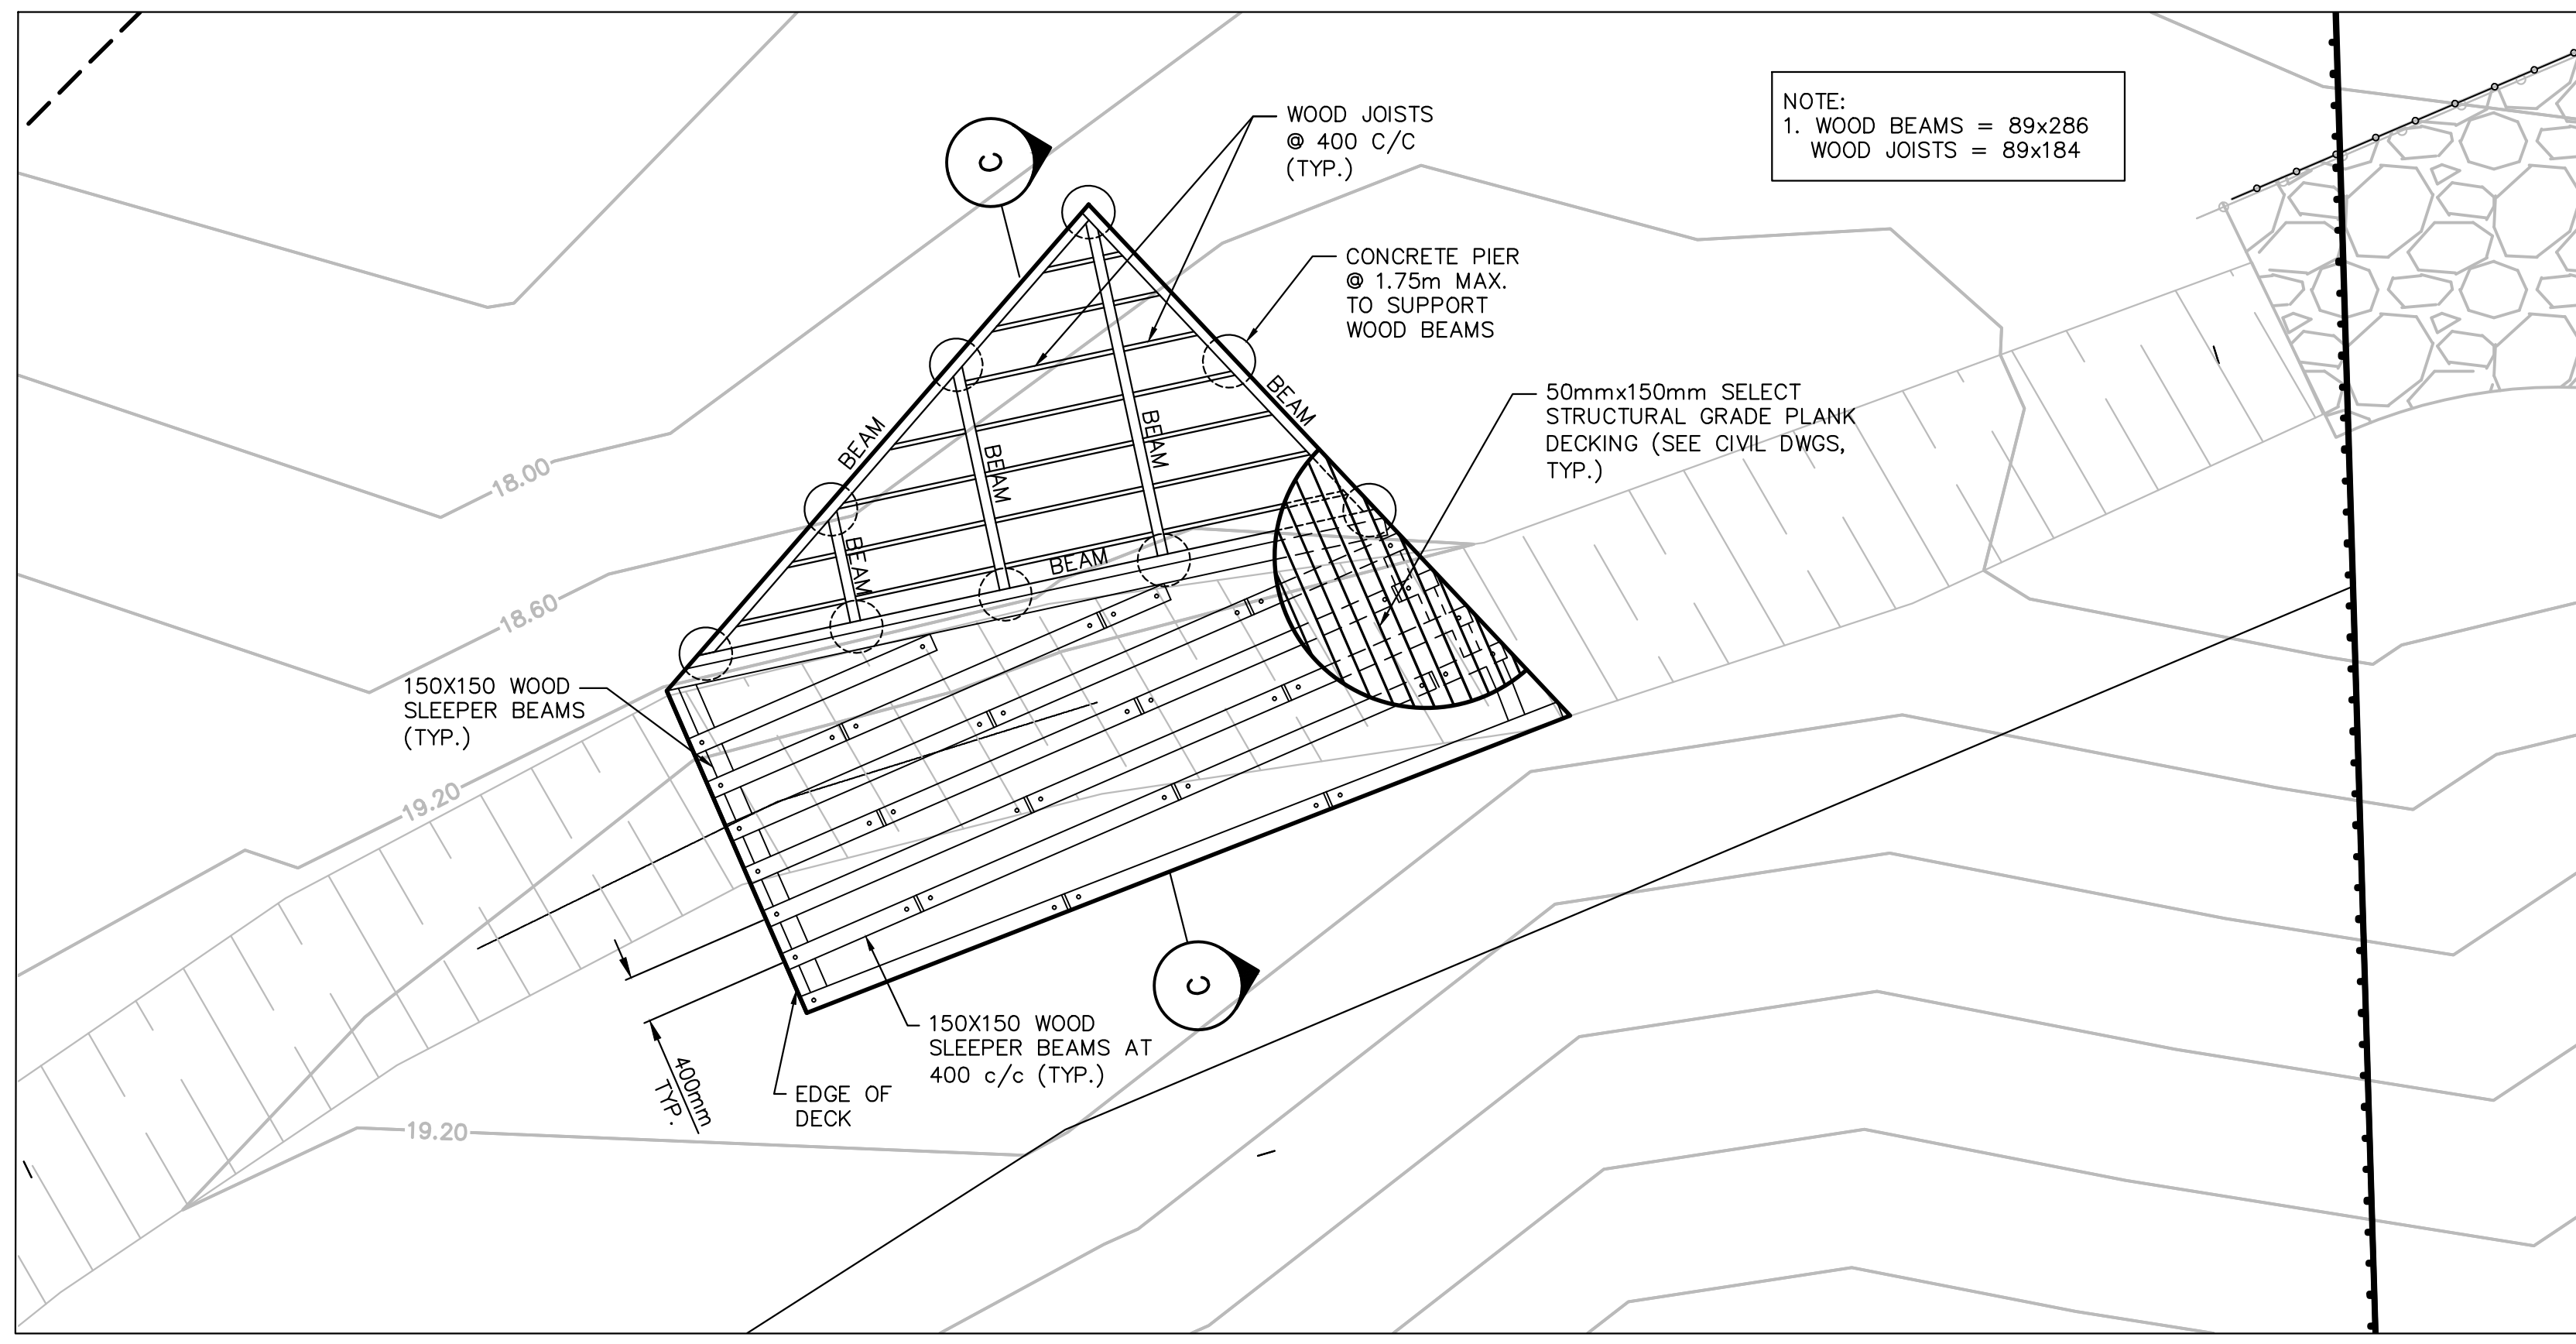 C
WOOD JOISTS
@ 400 C/C
(TYP.)
NOTE:
1. WOOD BEAMS = 89x286
WOOD JOISTS = 89x184
CONCRETE PIER
@ 1.75m MAX.
TO SUPPORT
WOOD BEAMS
50mmx150mm SELECT
STRUCTURAL GRADE PLANK
DECKING (SEE CIVIL DWGS,
TYP.)
BEAM
BEAM
BEAM
BEAM
BEAM
BEAM
18.00
18.60
19.20
150X150 WOOD
SLEEPER BEAMS
(TYP.)
C
150X150 WOOD
SLEEPER BEAMS AT
400 c/c (TYP.)
400mm
TYP.
EDGE OF
DECK
19.20